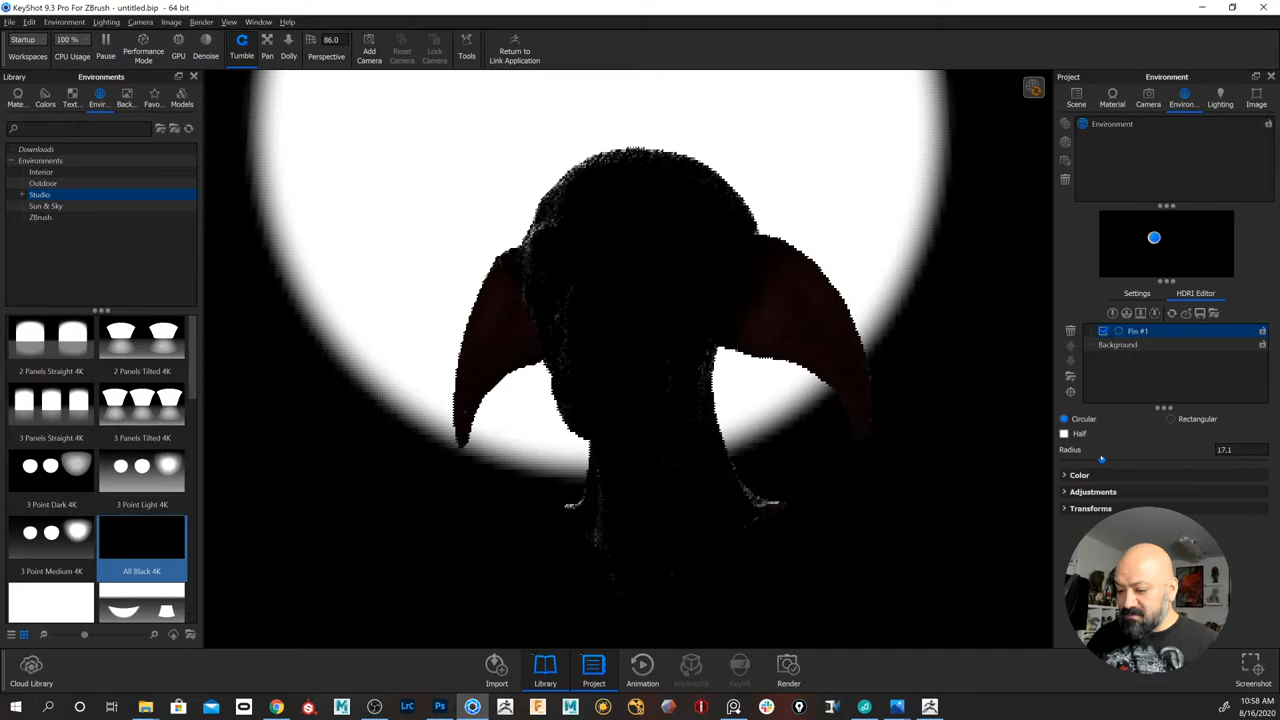 KeyShot 9.3 Pro For ZBrush - untitled.bip - 64 bit
File Edit Environment Lighting Camera Image Render View Window Help
Startup 100 % 86.0
Workspaces CPU Usage Pause Performance Mode GPU Denoise Tumble Pan Dolly Perspective Add Camera Reset Camera Lock Camera Tools Return to Link Application
Library Environments
Mate... Colors Text... Envir... Back... Favo... Models
Downloads
Environments
Interior
Outdoor
Studio
Sun & Sky
ZBrush
2 Panels Straight 4K 2 Panels Tilted 4K
3 Panels Straight 4K 3 Panels Tilted 4K
3 Point Dark 4K 3 Point Light 4K
3 Point Medium 4K All Black 4K
Project Environment
Scene Material Camera Environ... Lighting Image
Environment
Settings HDRI Editor
Pin #1
Background
Circular Rectangular
Half
Radius 17.1
Color
Adjustments
Transforms
Cloud Library Import Library Project Animation KeyShotXR KeyVR Render Screenshot
LrC Ps
10:58 AM
8/16/2020